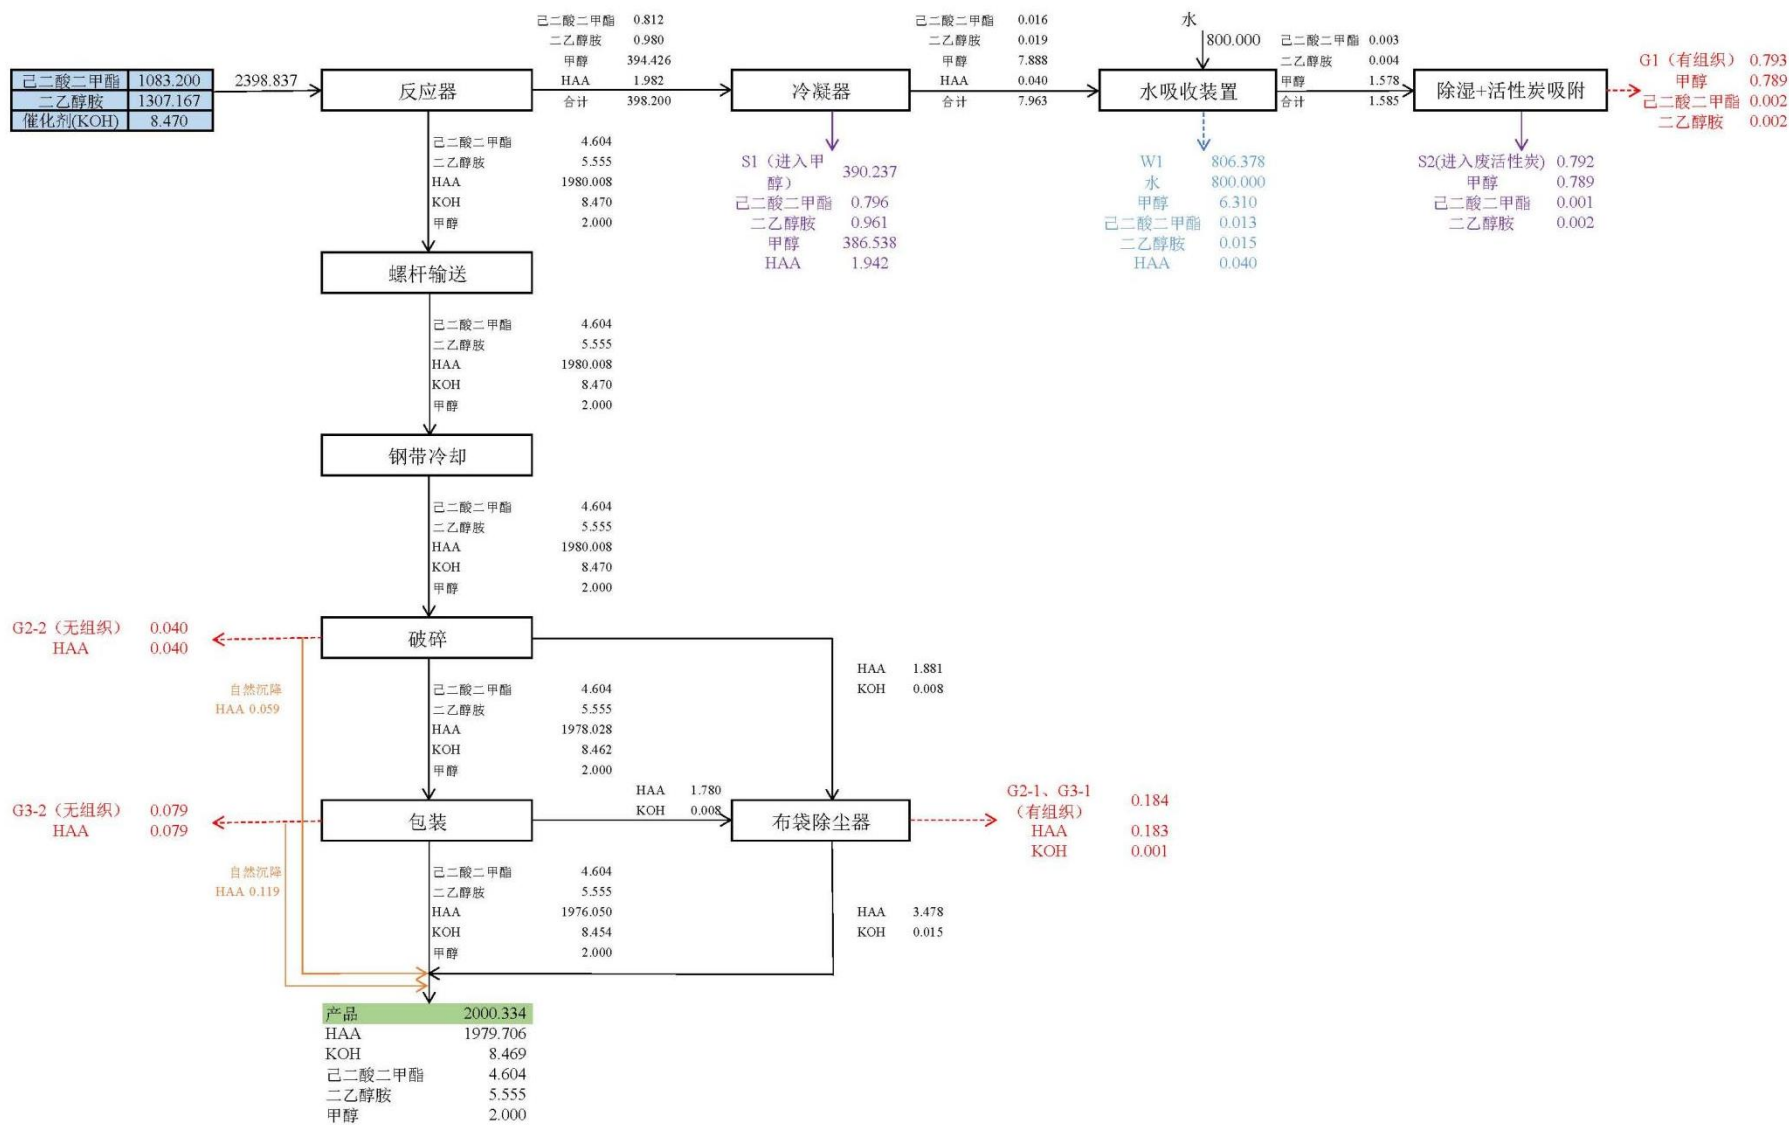 己二酸二甲酯 1083.200
二乙醇胺 1307.167
催化剂(KOH) 8.470
2398.837
反应器
己二酸二甲酯 0.812
二乙醇胺 0.980
甲醇 394.426
HAA 1.982
合计 398.200
冷凝器
己二酸二甲酯 0.016
二乙醇胺 0.019
甲醇 7.888
HAA 0.040
合计 7.963
水
800.000
水吸收装置
己二酸二甲酯 0.003
二乙醇胺 0.004
甲醇 1.578
合计 1.585
除湿+活性炭吸附
G1（有组织） 0.793
甲醇 0.789
己二酸二甲酯 0.002
二乙醇胺 0.002
S1（进入甲醇） 390.237
己二酸二甲酯 0.796
二乙醇胺 0.961
甲醇 386.538
HAA 1.942
W1 806.378
水 800.000
甲醇 6.310
己二酸二甲酯 0.013
二乙醇胺 0.015
HAA 0.040
S2(进入废活性炭) 0.792
甲醇 0.789
己二酸二甲酯 0.001
二乙醇胺 0.002
己二酸二甲酯 4.604
二乙醇胺 5.555
HAA 1980.008
KOH 8.470
甲醇 2.000
螺杆输送
己二酸二甲酯 4.604
二乙醇胺 5.555
HAA 1980.008
KOH 8.470
甲醇 2.000
钢带冷却
己二酸二甲酯 4.604
二乙醇胺 5.555
HAA 1980.008
KOH 8.470
甲醇 2.000
G2-2（无组织） 0.040
HAA 0.040
破碎
自然沉降
HAA 0.059
己二酸二甲酯 4.604
二乙醇胺 5.555
HAA 1978.028
KOH 8.462
甲醇 2.000
HAA 1.881
KOH 0.008
G3-2（无组织） 0.079
HAA 0.079
包装
HAA 1.780
KOH 0.008
布袋除尘器
G2-1、G3-1
（有组织） 0.184
HAA 0.183
KOH 0.001
自然沉降
HAA 0.119
己二酸二甲酯 4.604
二乙醇胺 5.555
HAA 1976.050
KOH 8.454
甲醇 2.000
HAA 3.478
KOH 0.015
产品 2000.334
HAA 1979.706
KOH 8.469
己二酸二甲酯 4.604
二乙醇胺 5.555
甲醇 2.000